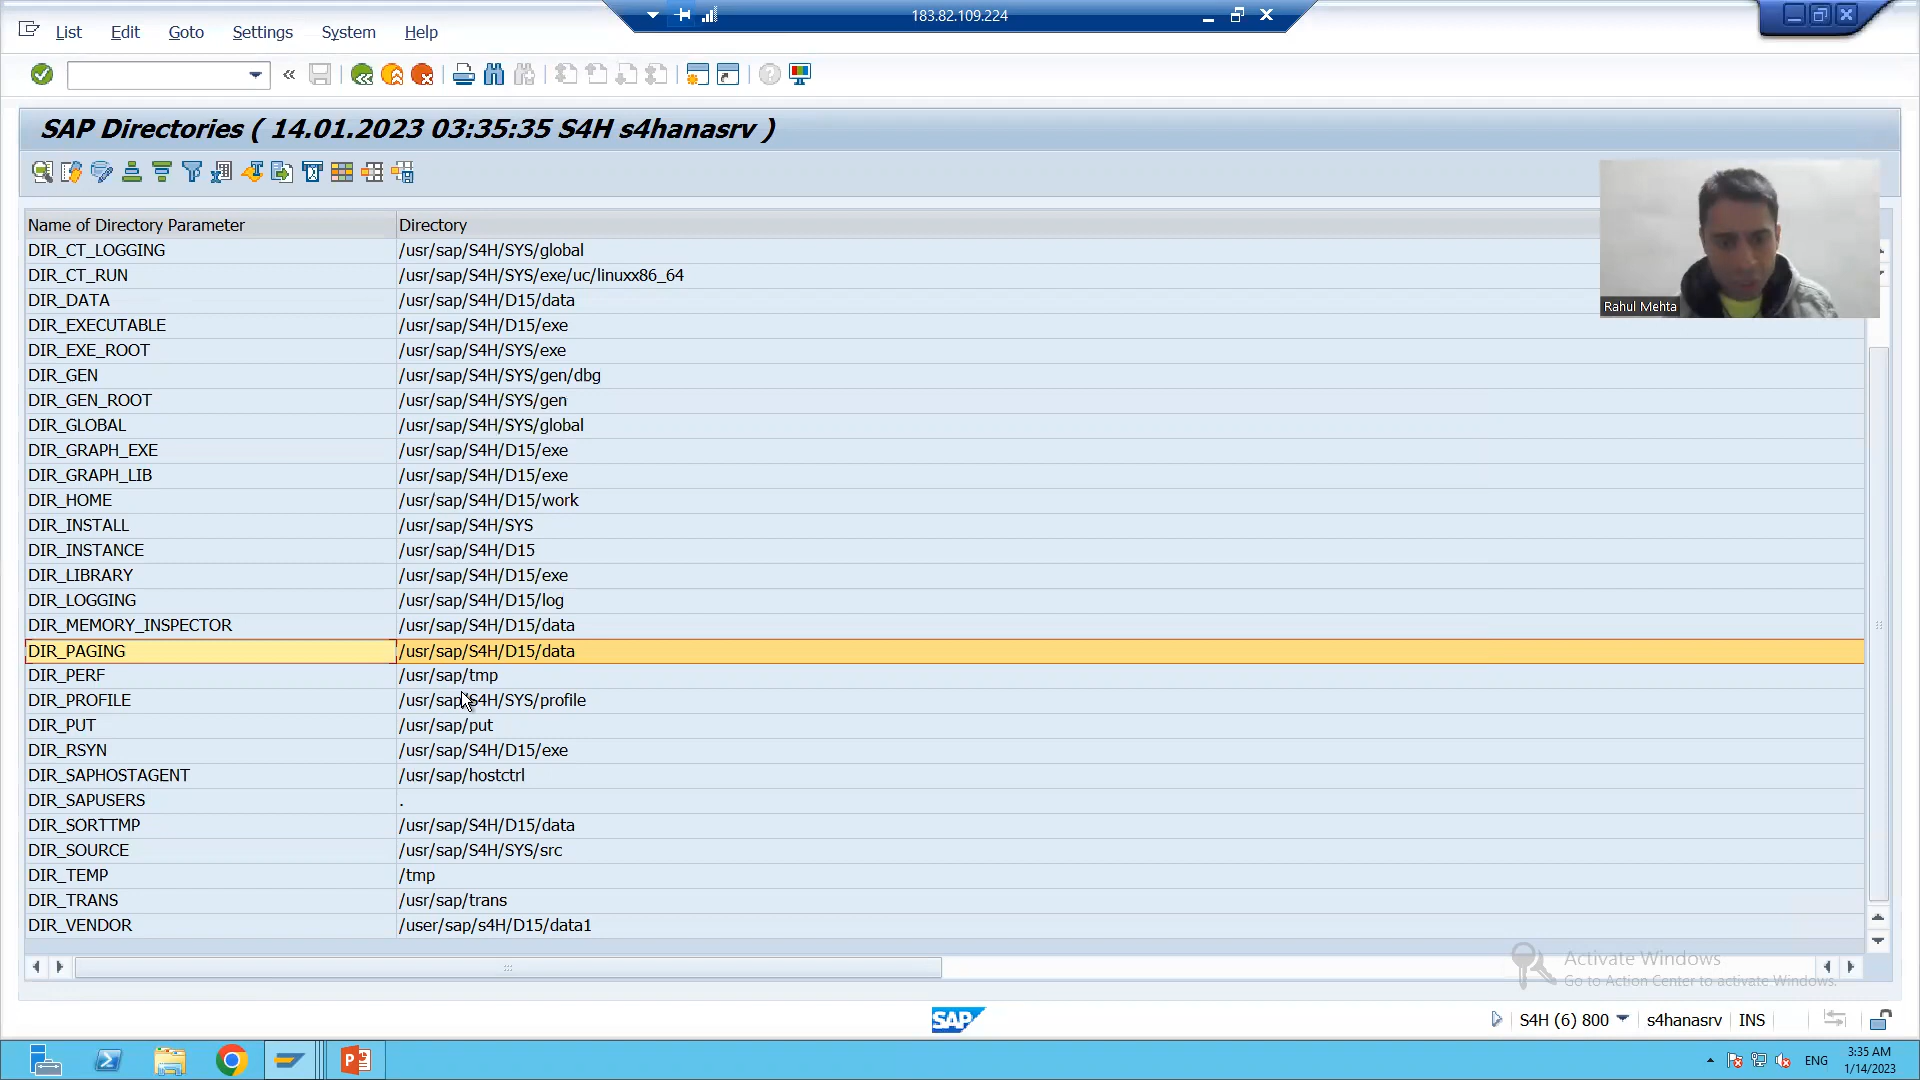 183.82.109.224
List Edit Goto Settings System Help
SAP Directories ( 14.01.2023 03:35:35 S4H s4hanasrv )
Name of Directory Parameter Directory
DIR_CT_LOGGING /usr/sap/S4H/SYS/global
DIR_CT_RUN /usr/sap/S4H/SYS/exe/uc/linuxx86_64
DIR_DATA /usr/sap/S4H/D15/data
DIR_EXECUTABLE /usr/sap/S4H/D15/exe
DIR_EXE_ROOT /usr/sap/S4H/SYS/exe
DIR_GEN /usr/sap/S4H/SYS/gen/dbg
DIR_GEN_ROOT /usr/sap/S4H/SYS/gen
DIR_GLOBAL /usr/sap/S4H/SYS/global
DIR_GRAPH_EXE /usr/sap/S4H/D15/exe
DIR_GRAPH_LIB /usr/sap/S4H/D15/exe
DIR_HOME /usr/sap/S4H/D15/work
DIR_INSTALL /usr/sap/S4H/SYS
DIR_INSTANCE /usr/sap/S4H/D15
DIR_LIBRARY /usr/sap/S4H/D15/exe
DIR_LOGGING /usr/sap/S4H/D15/log
DIR_MEMORY_INSPECTOR /usr/sap/S4H/D15/data
DIR_PAGING /usr/sap/S4H/D15/data
DIR_PERF /usr/sap/tmp
DIR_PROFILE /usr/sap/S4H/SYS/profile
DIR_PUT /usr/sap/put
DIR_RSYN /usr/sap/S4H/D15/exe
DIR_SAPHOSTAGENT /usr/sap/hostctrl
DIR_SAPUSERS .
DIR_SORTTMP /usr/sap/S4H/D15/data
DIR_SOURCE /usr/sap/S4H/SYS/src
DIR_TEMP /tmp
DIR_TRANS /usr/sap/trans
DIR_VENDOR /user/sap/s4H/D15/data1
Rahul Mehta
Activate Windows
Go to Action Center to activate Windows.
SAP
S4H (6) 800 s4hanasrv INS
ENG
3:35 AM
1/14/2023